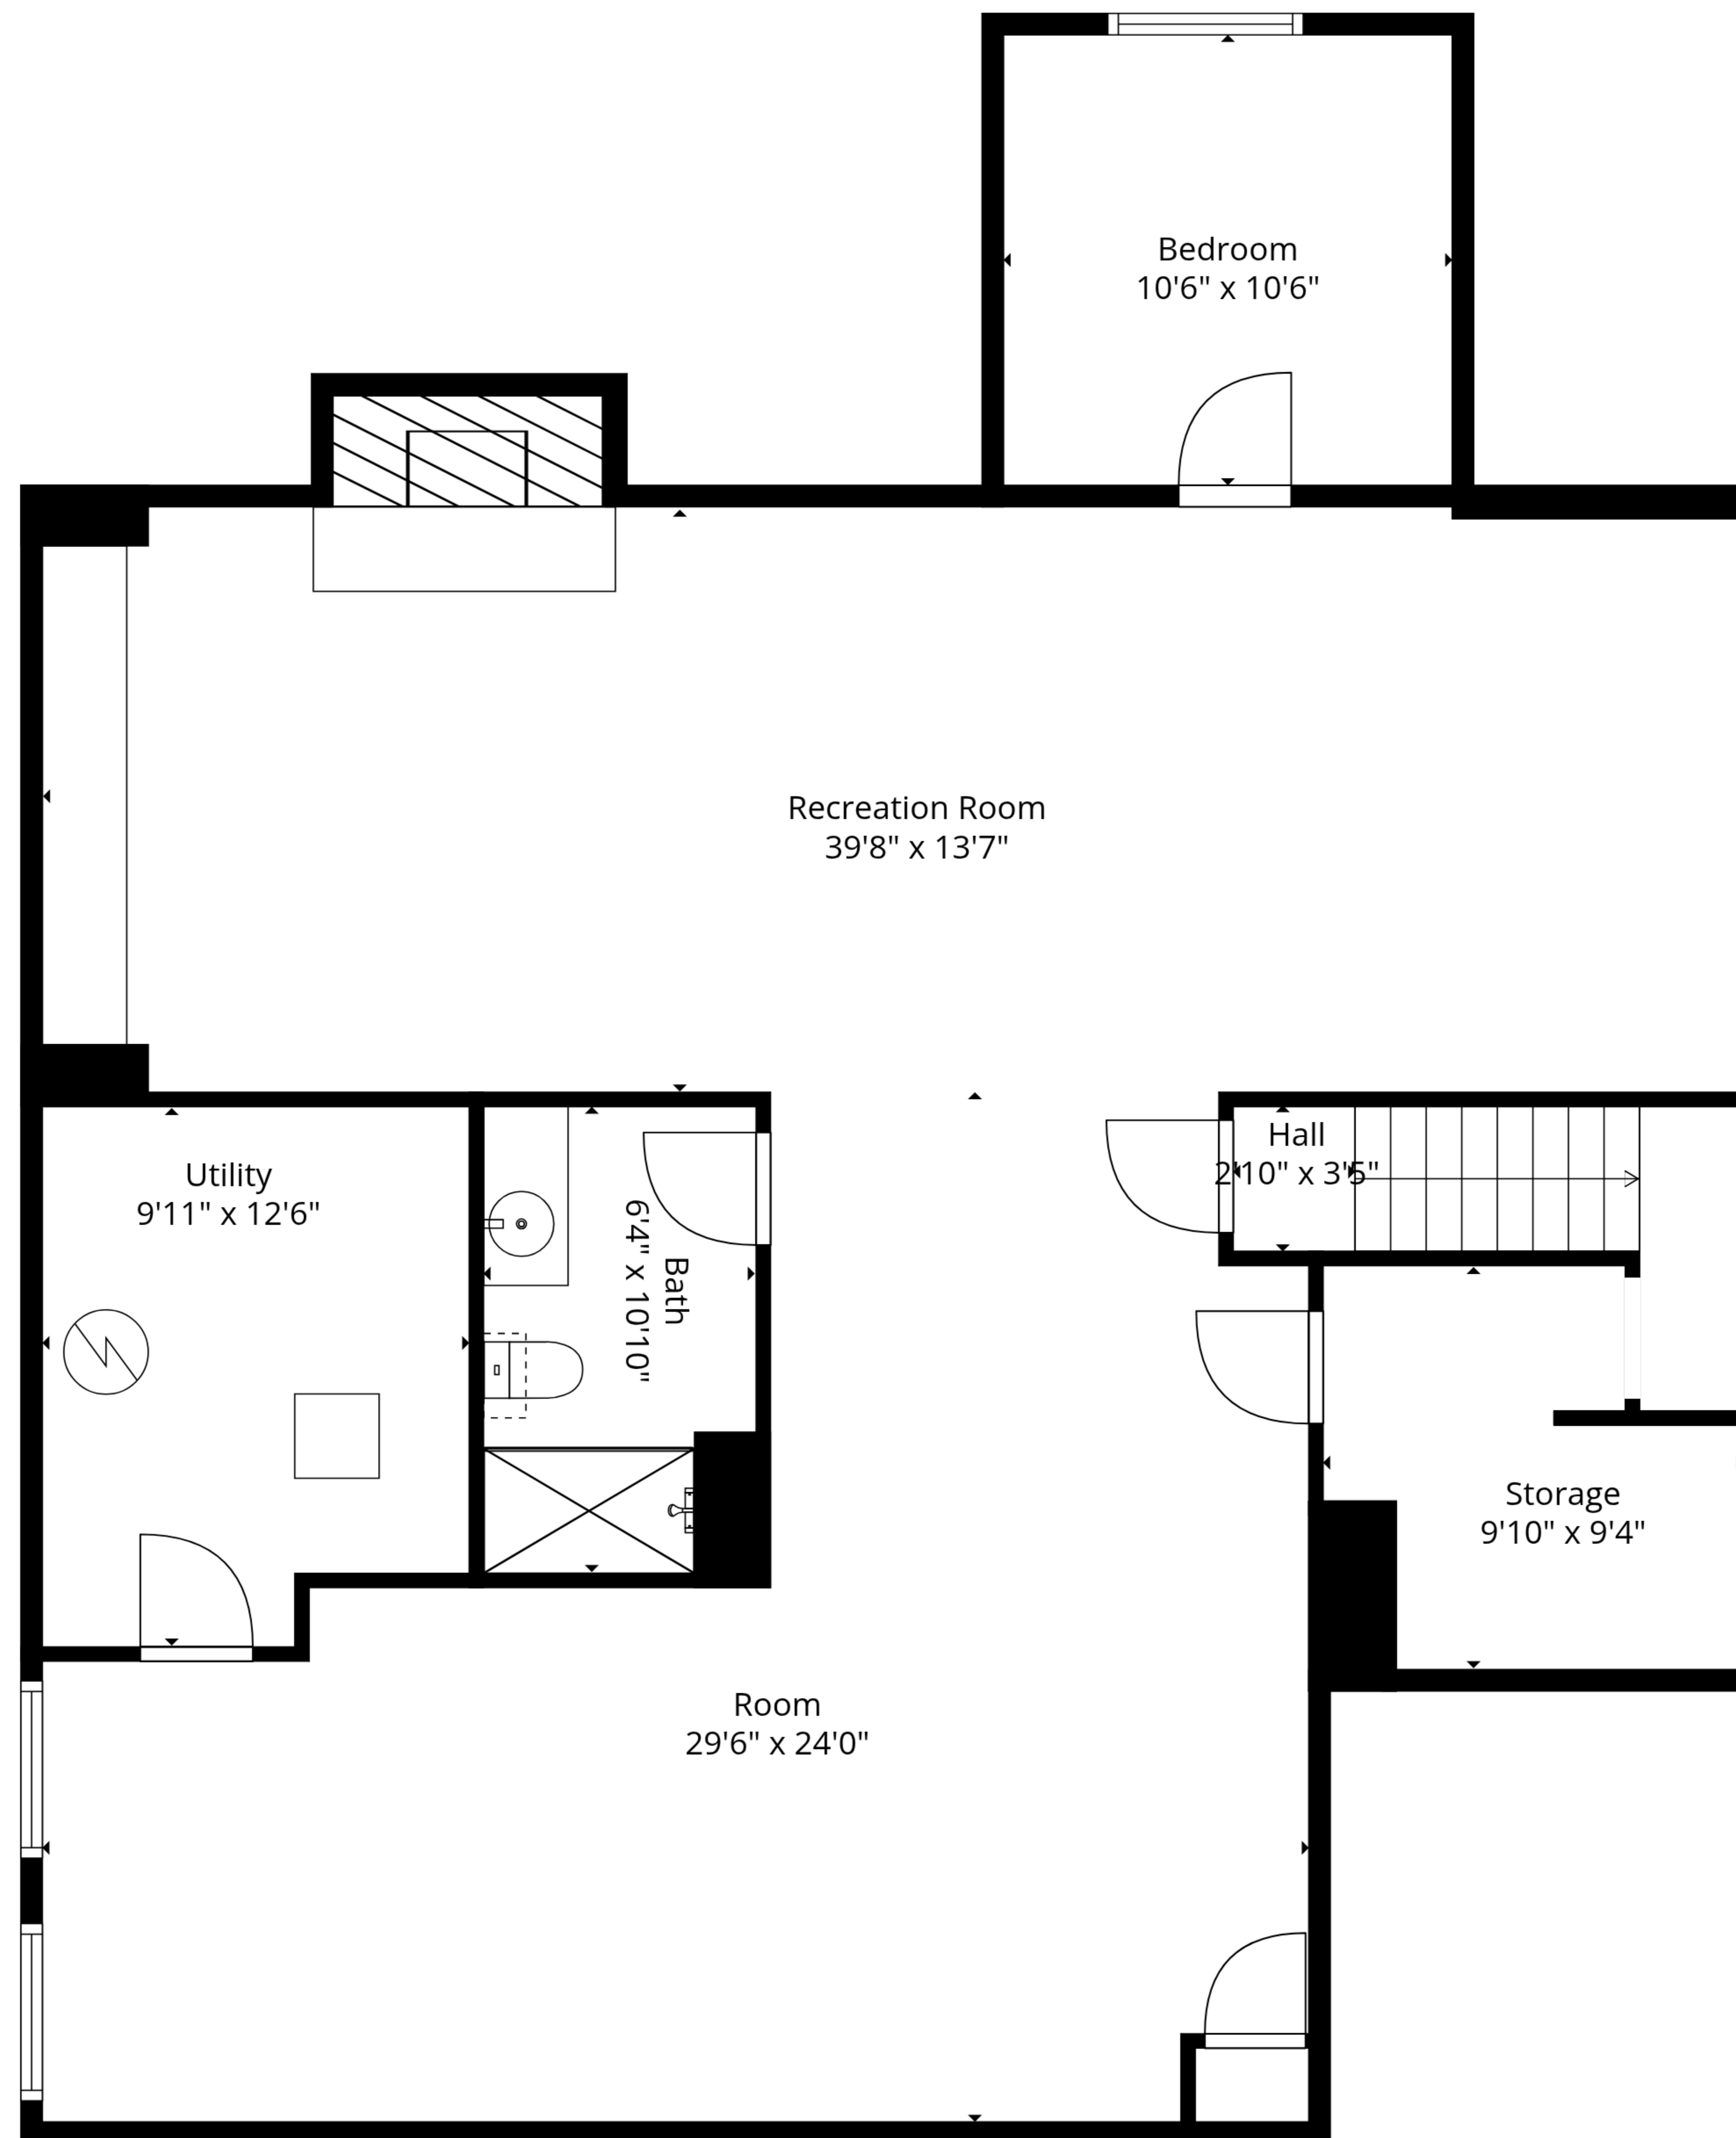 Bedroom
10'6" x 10'6"
Recreation Room
39'8" x 13'7"
Hall
2'10" x 3'5"
Utility
9'11" x 12'6"
Bath
6'4" x 10'10"
Storage
9'10" x 9'4"
Room
29'6" x 24'0"